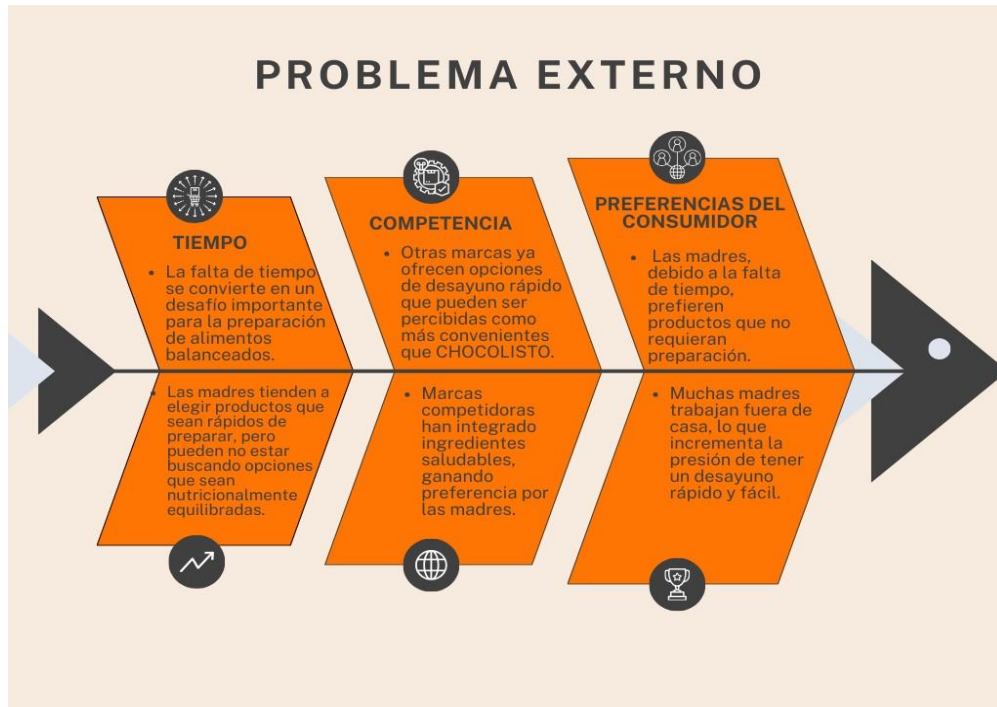 PROBLEMA EXTERNO
TIEMPO
• La falta de tiempo
se convierte en un
desafío importante
para la preparación
de alimentos
balanceados.
• Las madres tienden a
elegir productos que
sean rápidos de
preparar, pero
pueden no estar
buscando opciones
que sean
nutricionalmente
equilibradas.
COMPETENCIA
• Otras marcas ya
ofrecen opciones
de desayuno rápido
que pueden ser
percibidas como
más convenientes
que CHOCOLISTO.
• Marcas
competidoras
han integrado
ingredientes
saludables,
ganando
preferencia por
las madres.
PREFERENCIAS DEL
CONSUMIDOR
• Las madres,
debido a la falta
de tiempo,
prefieren
productos que no
requieran
preparación.
• Muchas madres
trabajan fuera de
casa, lo que
incrementa la
presión de tener
un desayuno
rápido y fácil.